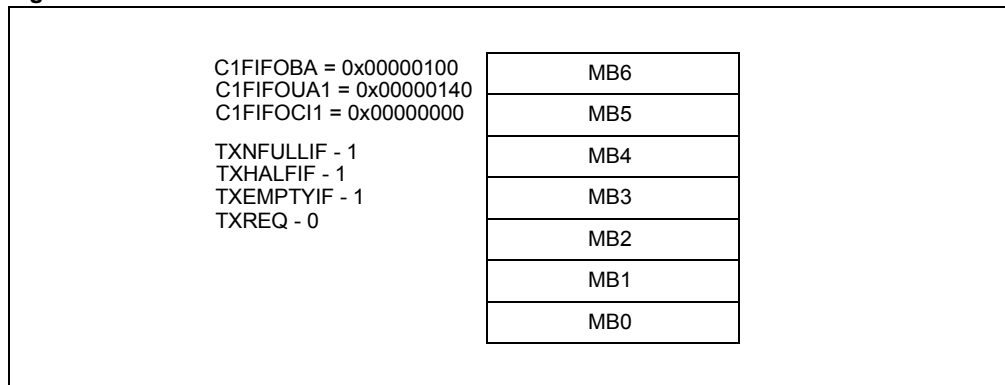 C1FIFOBA = 0x00000100
C1FIFOUA1 = 0x00000140
C1FIFOCI1 = 0x00000000
TXNFULLIF - 1
TXHALFIF - 1
TXEMPTYIF - 1
TXREQ - 0
MB6
MB5
MB4
MB3
MB2
MB1
MB0